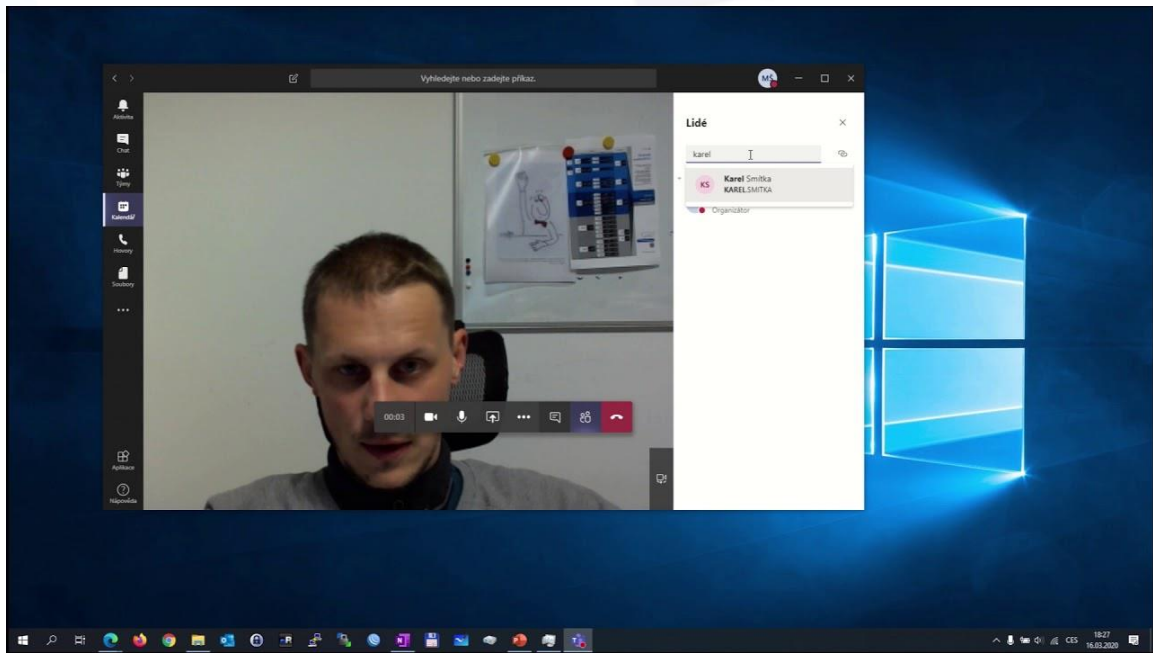 Vyhledejte nebo zadejte příkaz.
MŠ
Aktivita
Chat
Týmy
Kalendář
Hovory
Soubory
Aplikace
Nápověda
00:03
Lidé
karel
KS
Karel Smitka
KAREL.SMITKA
Organizátor
CES
18:27
16.03.2020